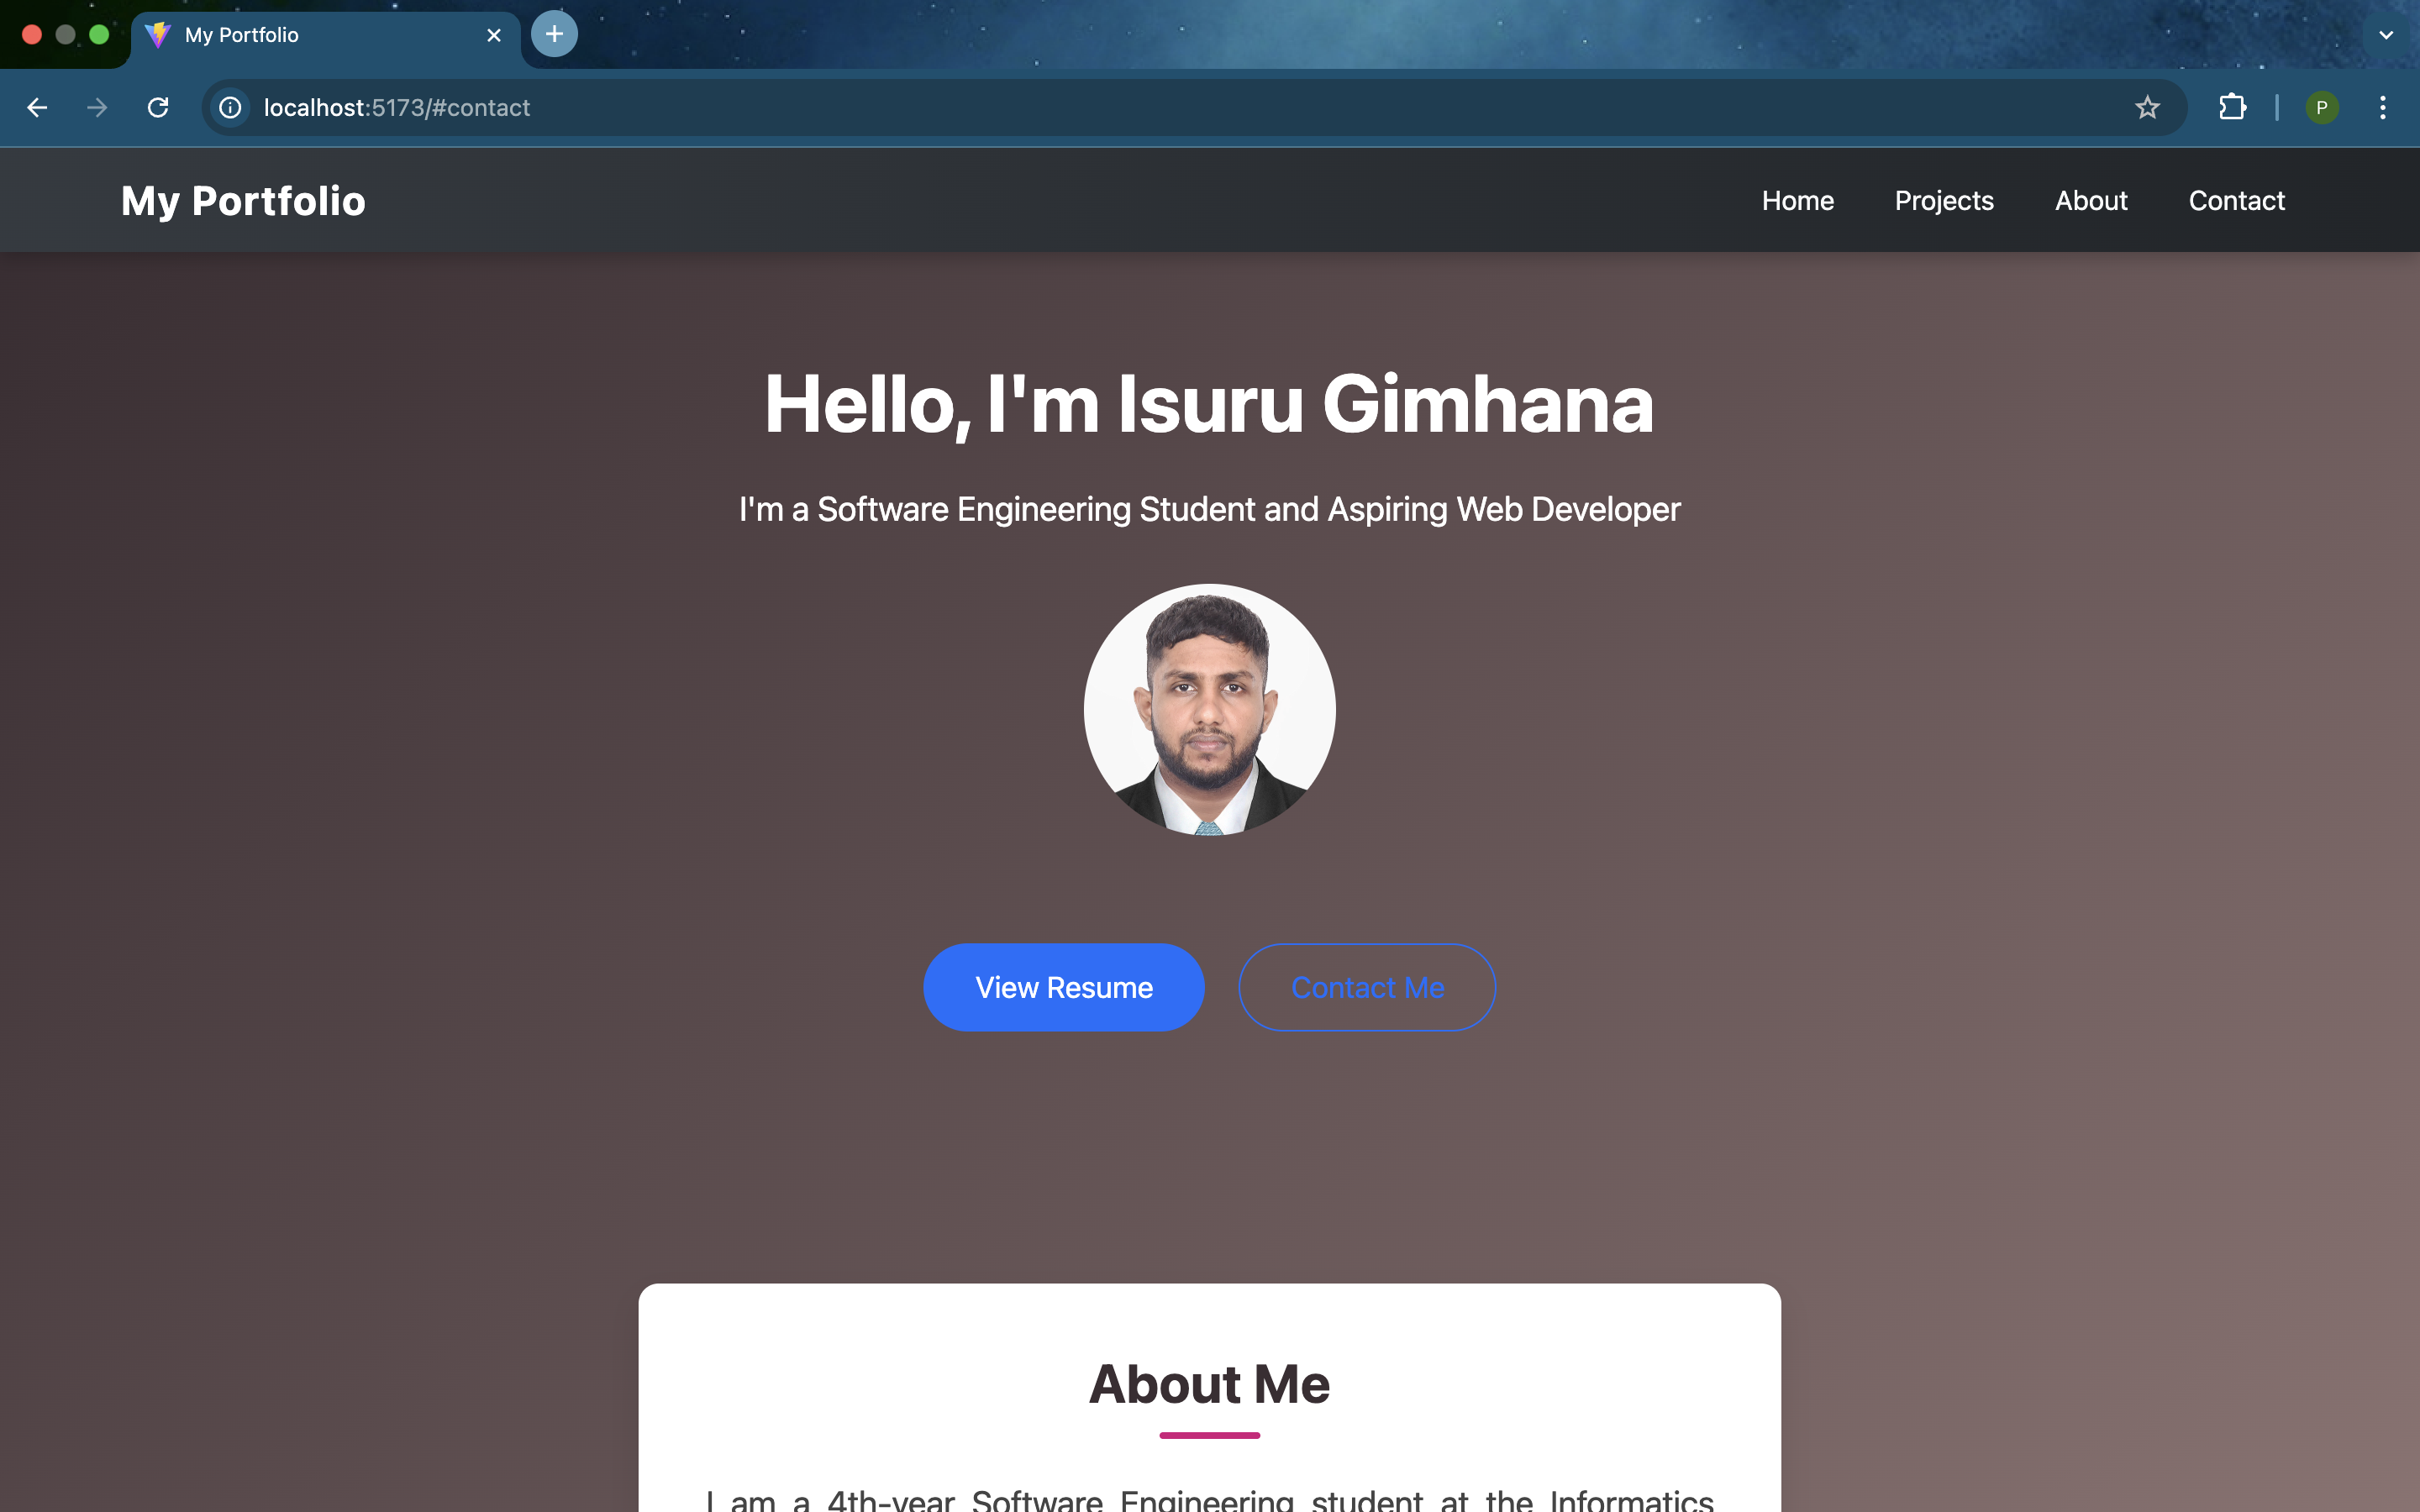 My Portfolio
localhost:5173/#contact
P
My Portfolio
Home Projects About Contact
Hello, I'm Isuru Gimhana
I'm a Software Engineering Student and Aspiring Web Developer
View Resume Contact Me
About Me
I am a 4th-year Software Engineering student at the Informatics